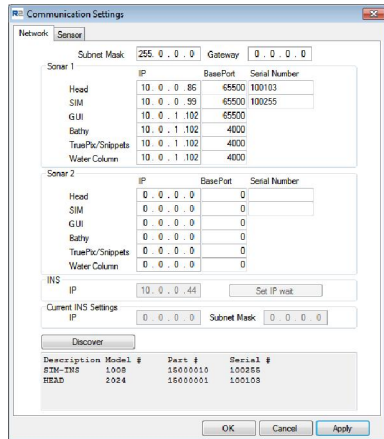 R2 Communication Settings
Network Sensor
Subnet Mask 255. 0 . 0 . 0 Gateway 0 . 0 . 0 . 0
Sonar 1
IP BasePort Serial Number
Head 10 . 0 . 0 .86 65500 100103
SIM 10 . 0 . 0 .99 65500 100255
GUI 10 . 0 . 1 .102 65500
Bathy 10 . 0 . 1 .102 4000
TruePix/Snippets 10 . 0 . 1 .102 4000
Water Column 10 . 0 . 1 .102 4000
Sonar 2
IP BasePort Serial Number
Head 0 . 0 . 0 . 0 0
SIM 0 . 0 . 0 . 0 0
GUI 0 . 0 . 0 . 0 0
Bathy 0 . 0 . 0 . 0 0
TruePix/Snippets 0 . 0 . 0 . 0 0
Water Column 0 . 0 . 0 . 0 0
INS
IP 10 . 0 . 0 .44 Set IP wait
Current INS Settings
IP 0 . 0 . 0 . 0 Subnet Mask 0 . 0 . 0 . 0
Discover
Description Model # Part # Serial #
SIM-INS 1008 15000010 100255
HEAD 2024 15000001 100103
OK Cancel Apply